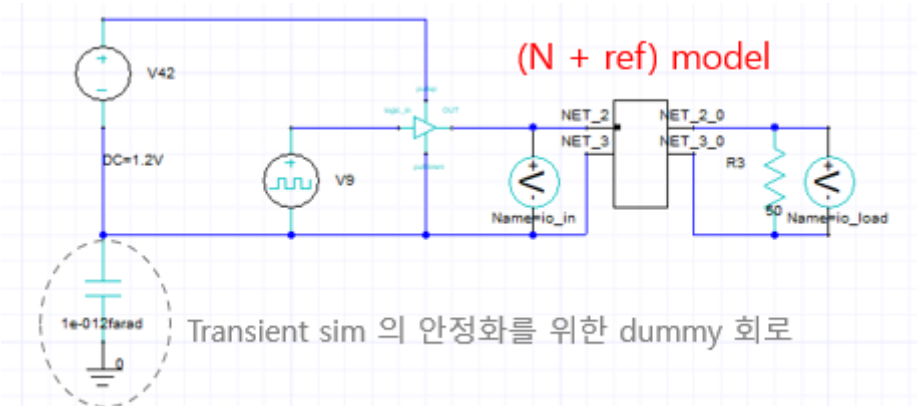 (N + ref) model
V42
logic_in
OUT
NET_2
NET_2_0
NET_3
NET_3_0
DC=1.2V
V9
R3
50
Name=io_in
Name=io_load
1e-012farad
0
Transient sim 의 안정화를 위한 dummy 회로